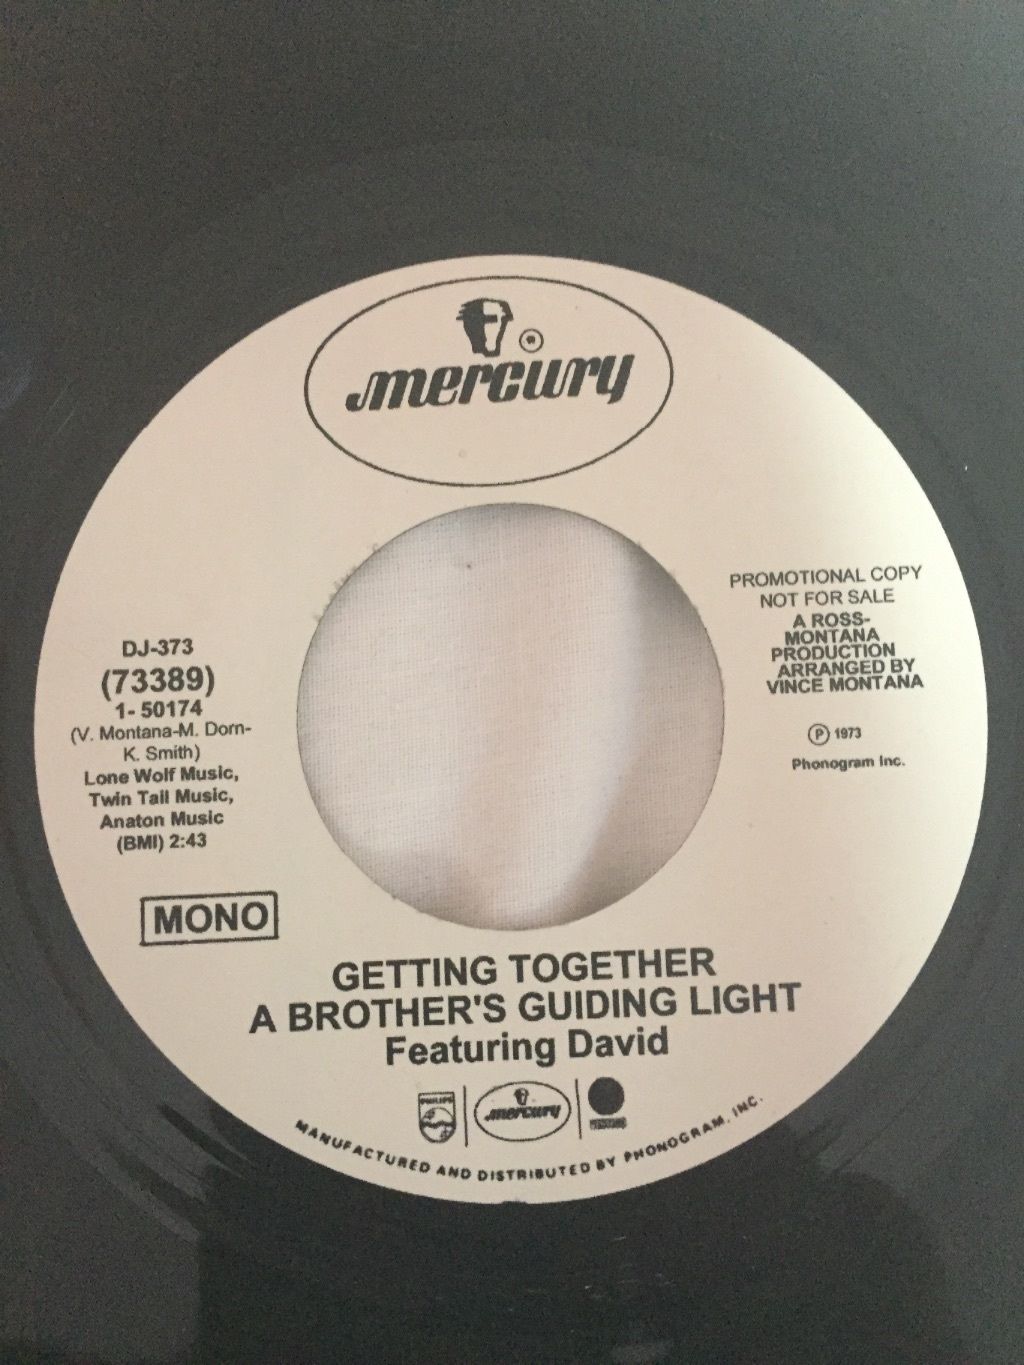 mercury
PROMOTIONAL COPY
NOT FOR SALE
A ROSS-
MONTANA
PRODUCTION
ARRANGED BY
VINCE MONTANA
Ⓟ 1973
Phonogram Inc.
DJ-373
(73389)
1- 50174
(V. Montana-M. Dorn-
K. Smith)
Lone Wolf Music,
Twin Tail Music,
Anaton Music
(BMI) 2:43
MONO
GETTING TOGETHER
A BROTHER'S GUIDING LIGHT
Featuring David
PHILIPS
mercury
MANUFACTURED AND DISTRIBUTED BY PHONOGRAM, INC.